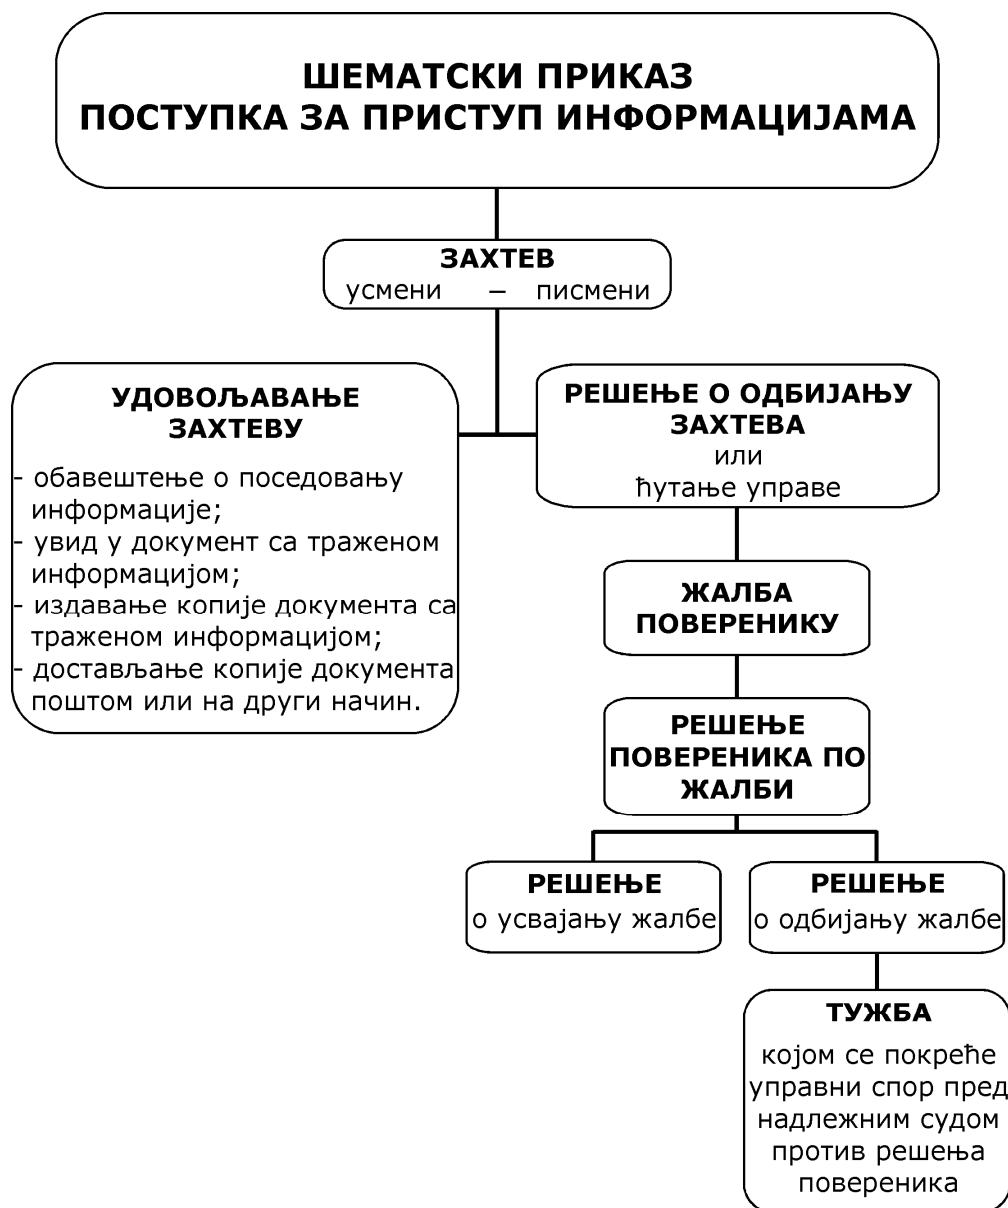 ШЕМАТСКИ ПРИКАЗ
ПОСТУПКА ЗА ПРИСТУП ИНФОРМАЦИЈАМА
ЗАХТЕВ
усмени – писмени
УДОВОЉАВАЊЕ
ЗАХТЕВУ
- обавештење о поседовању
информације;
- увид у документ са траженом
информацијом;
- издавање копије документа са
траженом информацијом;
- достављање копије документа
поштом или на други начин.
РЕШЕЊЕ О ОДБИЈАЊУ
ЗАХТЕВА
или
ћутање управе
ЖАЛБА
ПОВЕРЕНИКУ
РЕШЕЊЕ
ПОВЕРЕНИКА ПО
ЖАЛБИ
РЕШЕЊЕ
о усвајању жалбе
РЕШЕЊЕ
о одбијању жалбе
ТУЖБА
којом се покреће
управни спор пред
надлежним судом
против решења
повереника